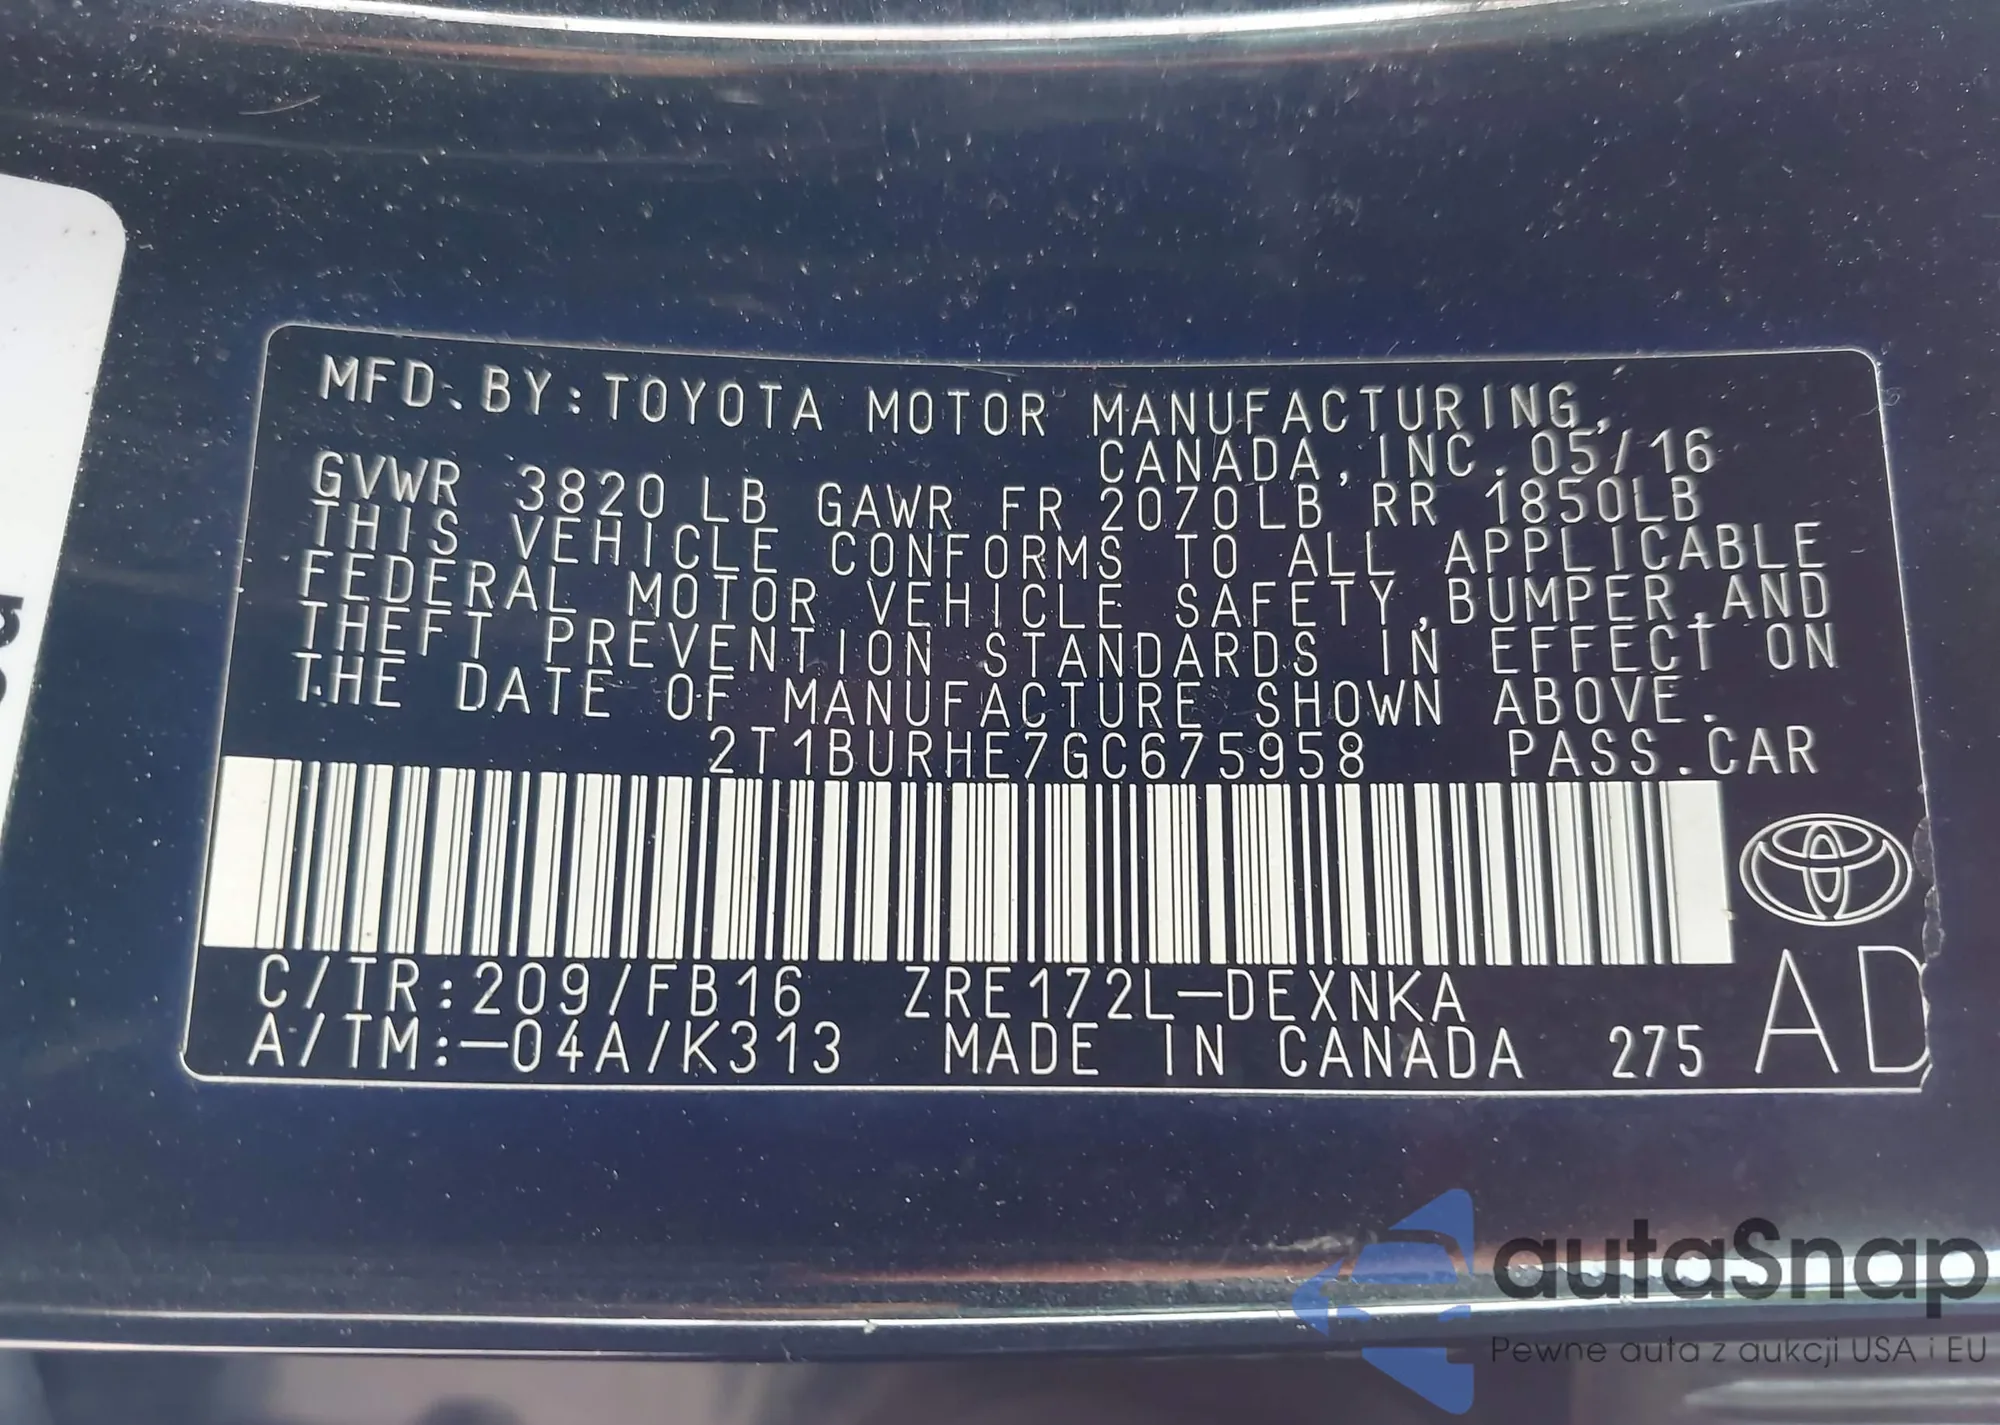 MFD.BY:TOYOTA MOTOR MANUFACTURING,
CANADA,INC.05/16
GVWR 3820 LB GAWR FR 2070LB RR 1850LB
THIS VEHICLE CONFORMS TO ALL APPLICABLE
FEDERAL MOTOR VEHICLE SAFETY,BUMPER,AND
THEFT PREVENTION STANDARDS IN EFFECT ON
THE DATE OF MANUFACTURE SHOWN ABOVE.
2T1BURHE7GC675958 PASS.CAR
C/TR:209/FB16 ZRE172L-DEXNKA
A/TM:-04A/K313 MADE IN CANADA 275 AD
autaSnap
Pewne auta z aukcji USA i EU